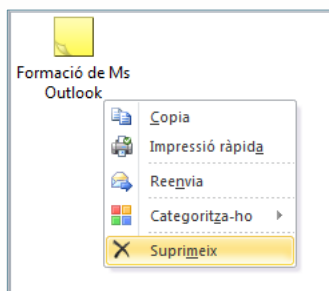 Formació de Ms
Outlook
Copia
Impressió ràpida
Reenvia
Categoritza-ho
Suprimeix